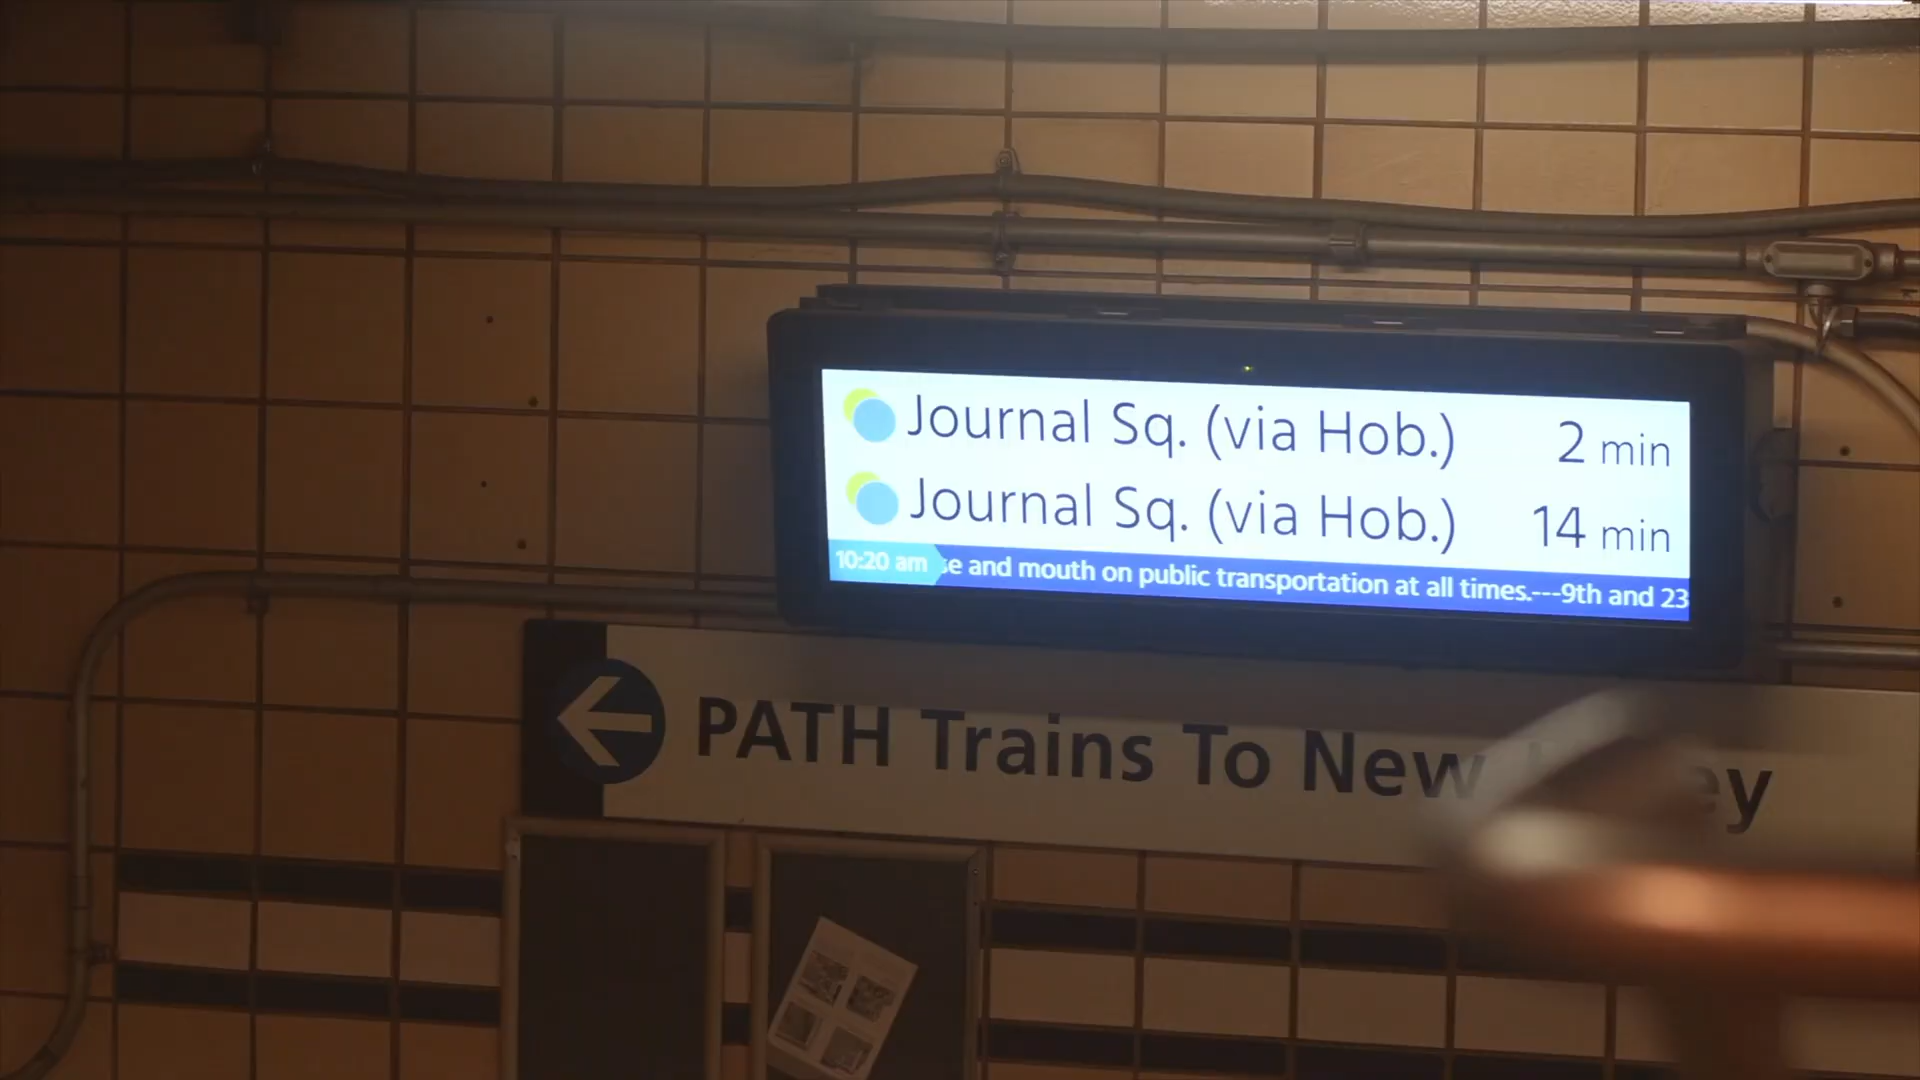 Journal Sq. (via Hob.) 2 min
Journal Sq. (via Hob.) 14 min
10:20 am se and mouth on public transportation at all times.---9th and 23
PATH Trains To New